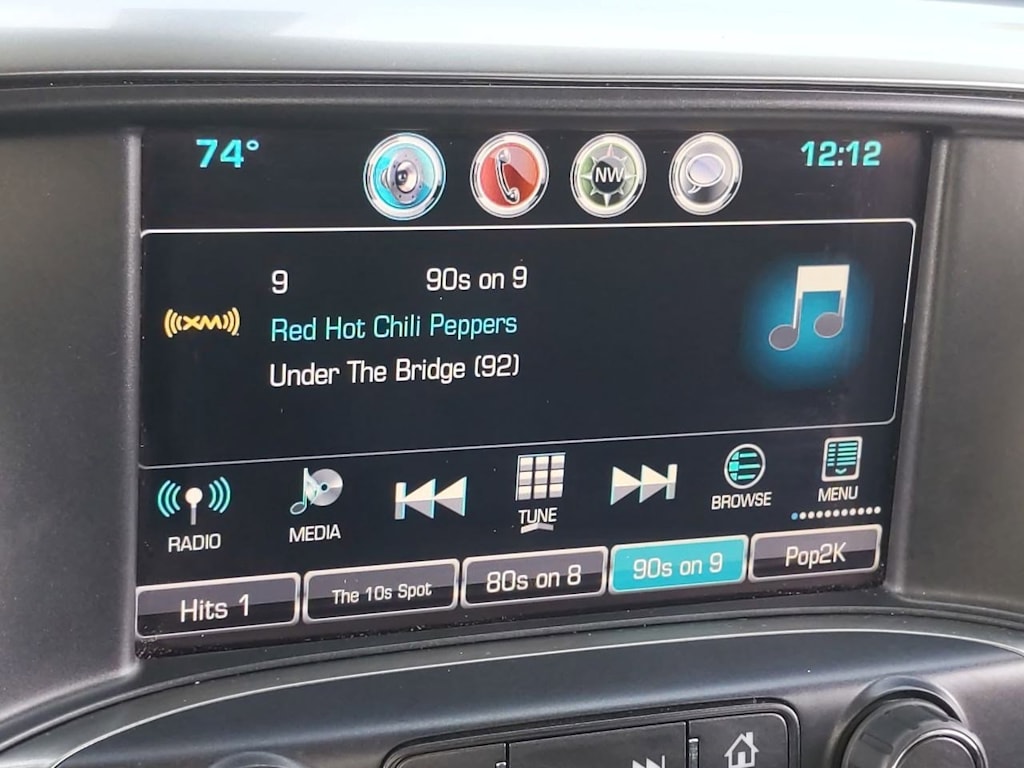 74°
NW
12:12
9 90s on 9
((XM))
Red Hot Chili Peppers
Under The Bridge (92)
RADIO
MEDIA
TUNE
BROWSE
MENU
Hits 1
The 10s Spot
80s on 8
90s on 9
Pop2K